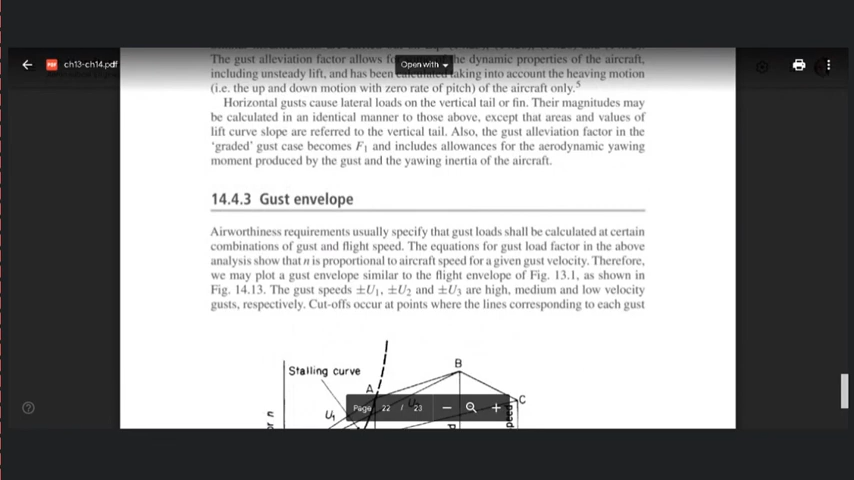 ch13-ch14.pdf
Open with
The gust alleviation factor allows the dynamic properties of the aircraft,
including unsteady lift, and has been calculated taking into account the heaving motion
(i.e. the up and down motion with zero rate of pitch) of the aircraft only.5
Horizontal gusts cause lateral loads on the vertical tail or fin. Their magnitudes may
be calculated in an identical manner to those above, except that areas and values of
lift curve slope are referred to the vertical tail. Also, the gust alleviation factor in the
‘graded’ gust case becomes F1 and includes allowances for the aerodynamic yawing
moment produced by the gust and the yawing inertia of the aircraft.
14.4.3 Gust envelope
Airworthiness requirements usually specify that gust loads shall be calculated at certain
combinations of gust and flight speed. The equations for gust load factor in the above
analysis show that n is proportional to aircraft speed for a given gust velocity. Therefore,
we may plot a gust envelope similar to the flight envelope of Fig. 13.1, as shown in
Fig. 14.13. The gust speeds ±U1, ±U2 and ±U3 are high, medium and low velocity
gusts, respectively. Cut-offs occur at points where the lines corresponding to each gust
B
Stalling curve
A
C
U1
Page 22 / 23